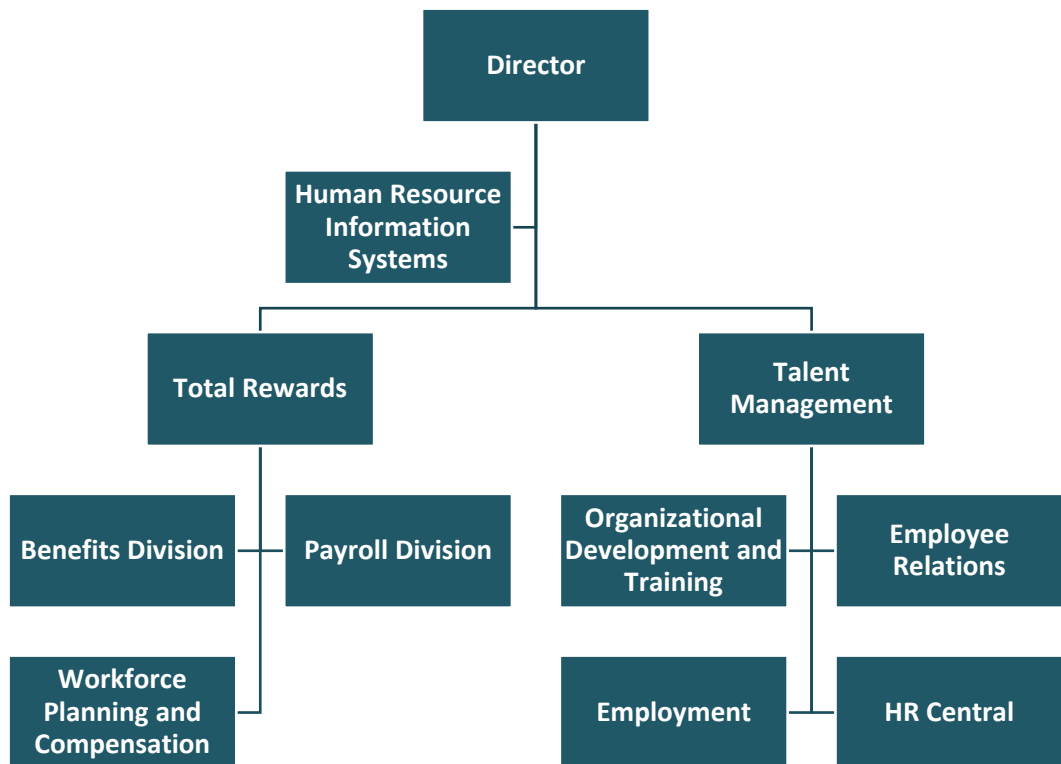 Director
Human Resource
Information
Systems
Total Rewards
Talent
Management
Benefits Division
Payroll Division
Organizational
Development and
Training
Employee
Relations
Workforce
Planning and
Compensation
Employment
HR Central